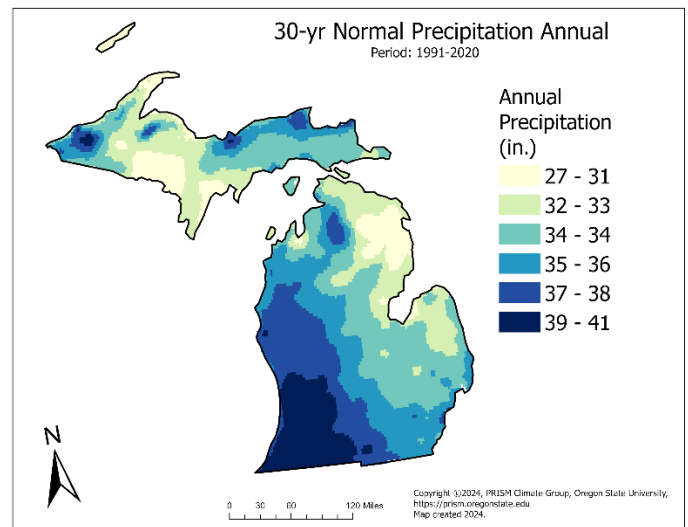 30-yr Normal Precipitation Annual
Period: 1991-2020
Annual
Precipitation
(in.)
27 - 31
32 - 33
34 - 34
35 - 36
37 - 38
39 - 41
N
0 30 60 120 Miles
Copyright ©2024, PRISM Climate Group, Oregon State University,
https://prism.oregonstate.edu
Map created 2024.